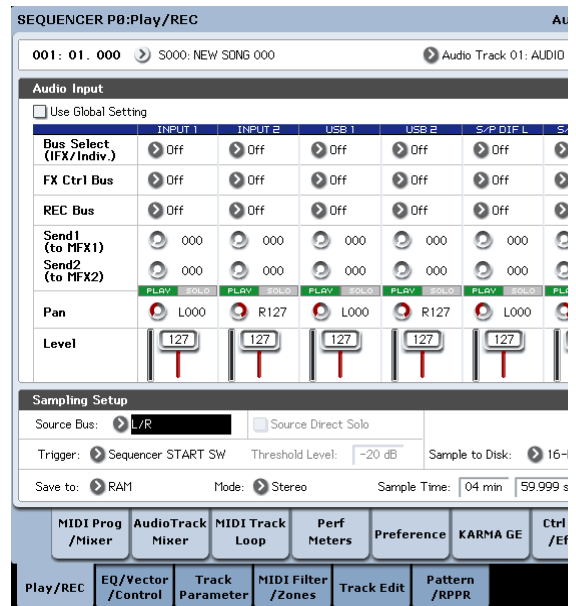 SEQUENCER P0:Play/REC Au
001: 01. 000 S000: NEW SONG 000 Audio Track 01: AUDIO
Audio Input
Use Global Setting
INPUT 1 INPUT 2 USB 1 USB 2 S/P DIF L S/
Bus Select (IFX/Indiv.) Off Off Off Off Off
FX Ctrl Bus Off Off Off Off Off
REC Bus Off Off Off Off Off
Send1 (to MFX1) 000 000 000 000 000
Send2 (to MFX2) 000 000 000 000 000
PLAY SOLO PLAY SOLO PLAY SOLO PLAY SOLO PLAY SOLO PL
Pan L000 R127 L000 R127 L000
Level 127 127 127 127 127
Sampling Setup
Source Bus: L/R Source Direct Solo
Trigger: Sequencer START SW Threshold Level: -20 dB Sample to Disk: 16-
Save to: RAM Mode: Stereo Sample Time: 04 min 59.999 s
MIDI Prog /Mixer AudioTrack Mixer MIDI Track Loop Perf Meters Preference KARMA GE Ctrl /Ef
Play/REC EQ/Vector /Control Track Parameter MIDI Filter /Zones Track Edit Pattern /RPPR